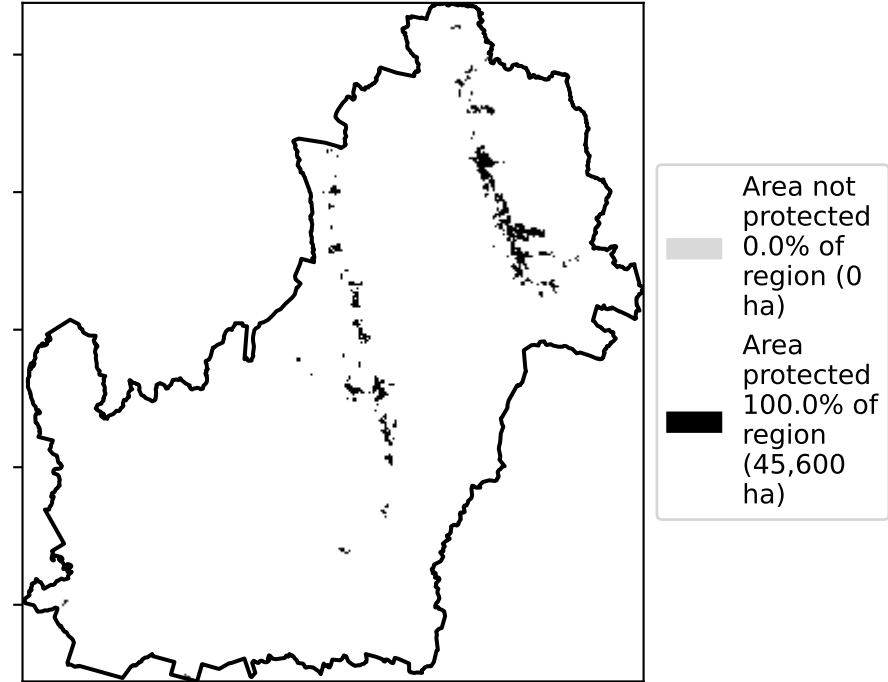 Area not
protected
0.0% of
region (0
ha)
Area
protected
100.0% of
region
(45,600
ha)